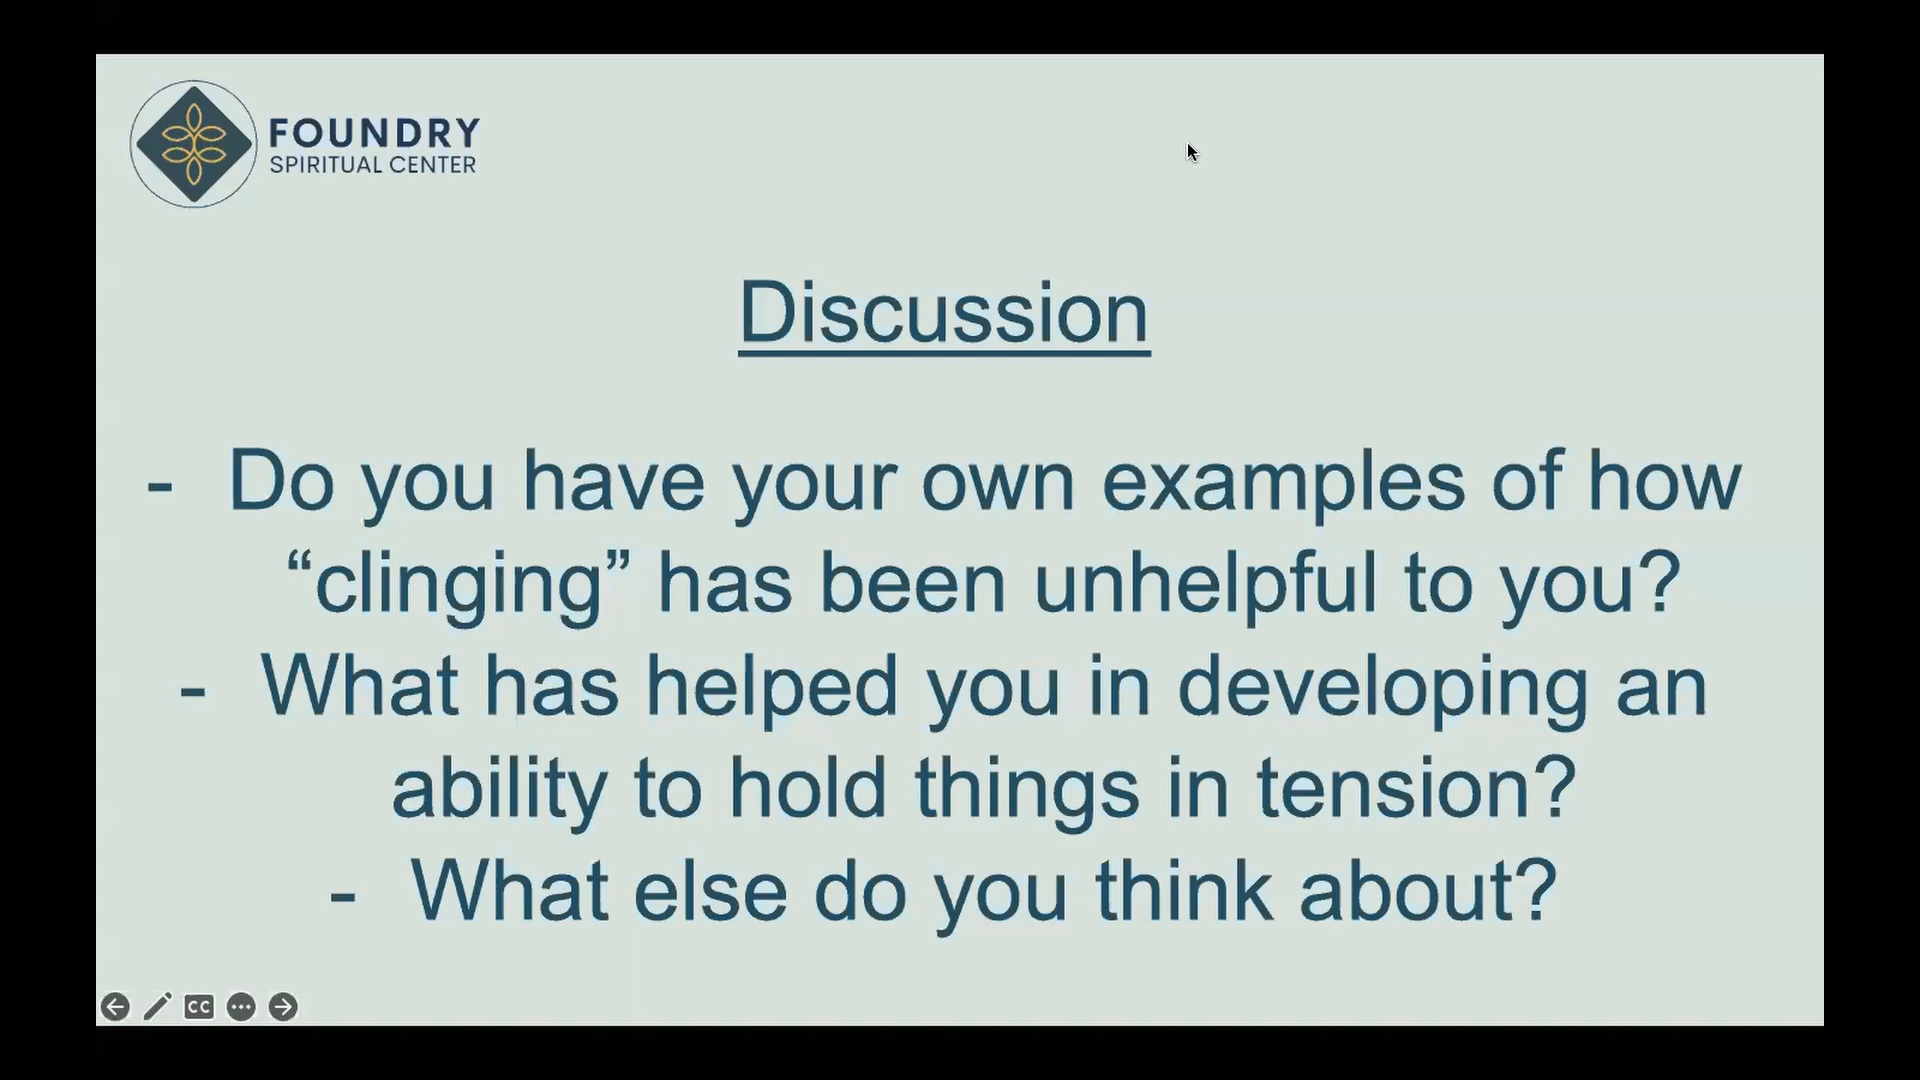 FOUNDRY
SPIRITUAL CENTER
Discussion
- Do you have your own examples of how
“clinging” has been unhelpful to you?
- What has helped you in developing an
ability to hold things in tension?
- What else do you think about?
CC